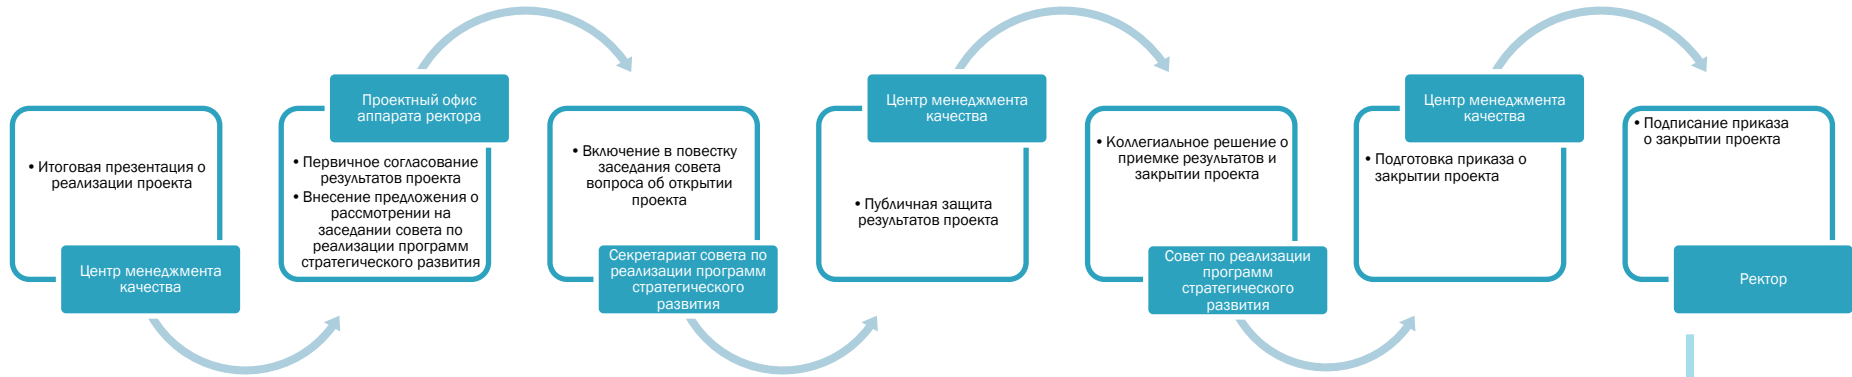 • Итоговая презентация о
реализации проекта
Центр менеджмента
качества
Проектный офис
аппарата ректора
• Первичное согласование
результатов проекта
• Внесение предложения о
рассмотрении на
заседании совета по
реализации программ
стратегического развития
• Включение в повестку
заседания совета
вопроса об открытии
проекта
Секретариат совета по
реализации программ
стратегического
развития
Центр менеджмента
качества
• Публичная защита
результатов проекта
• Коллегиальное решение о
приемке результатов и
закрытии проекта
Совет по реализации
программ
стратегического
развития
Центр менеджмента
качества
• Подготовка приказа о
закрытии проекта
• Подписание приказа
о закрытии проекта
Ректор